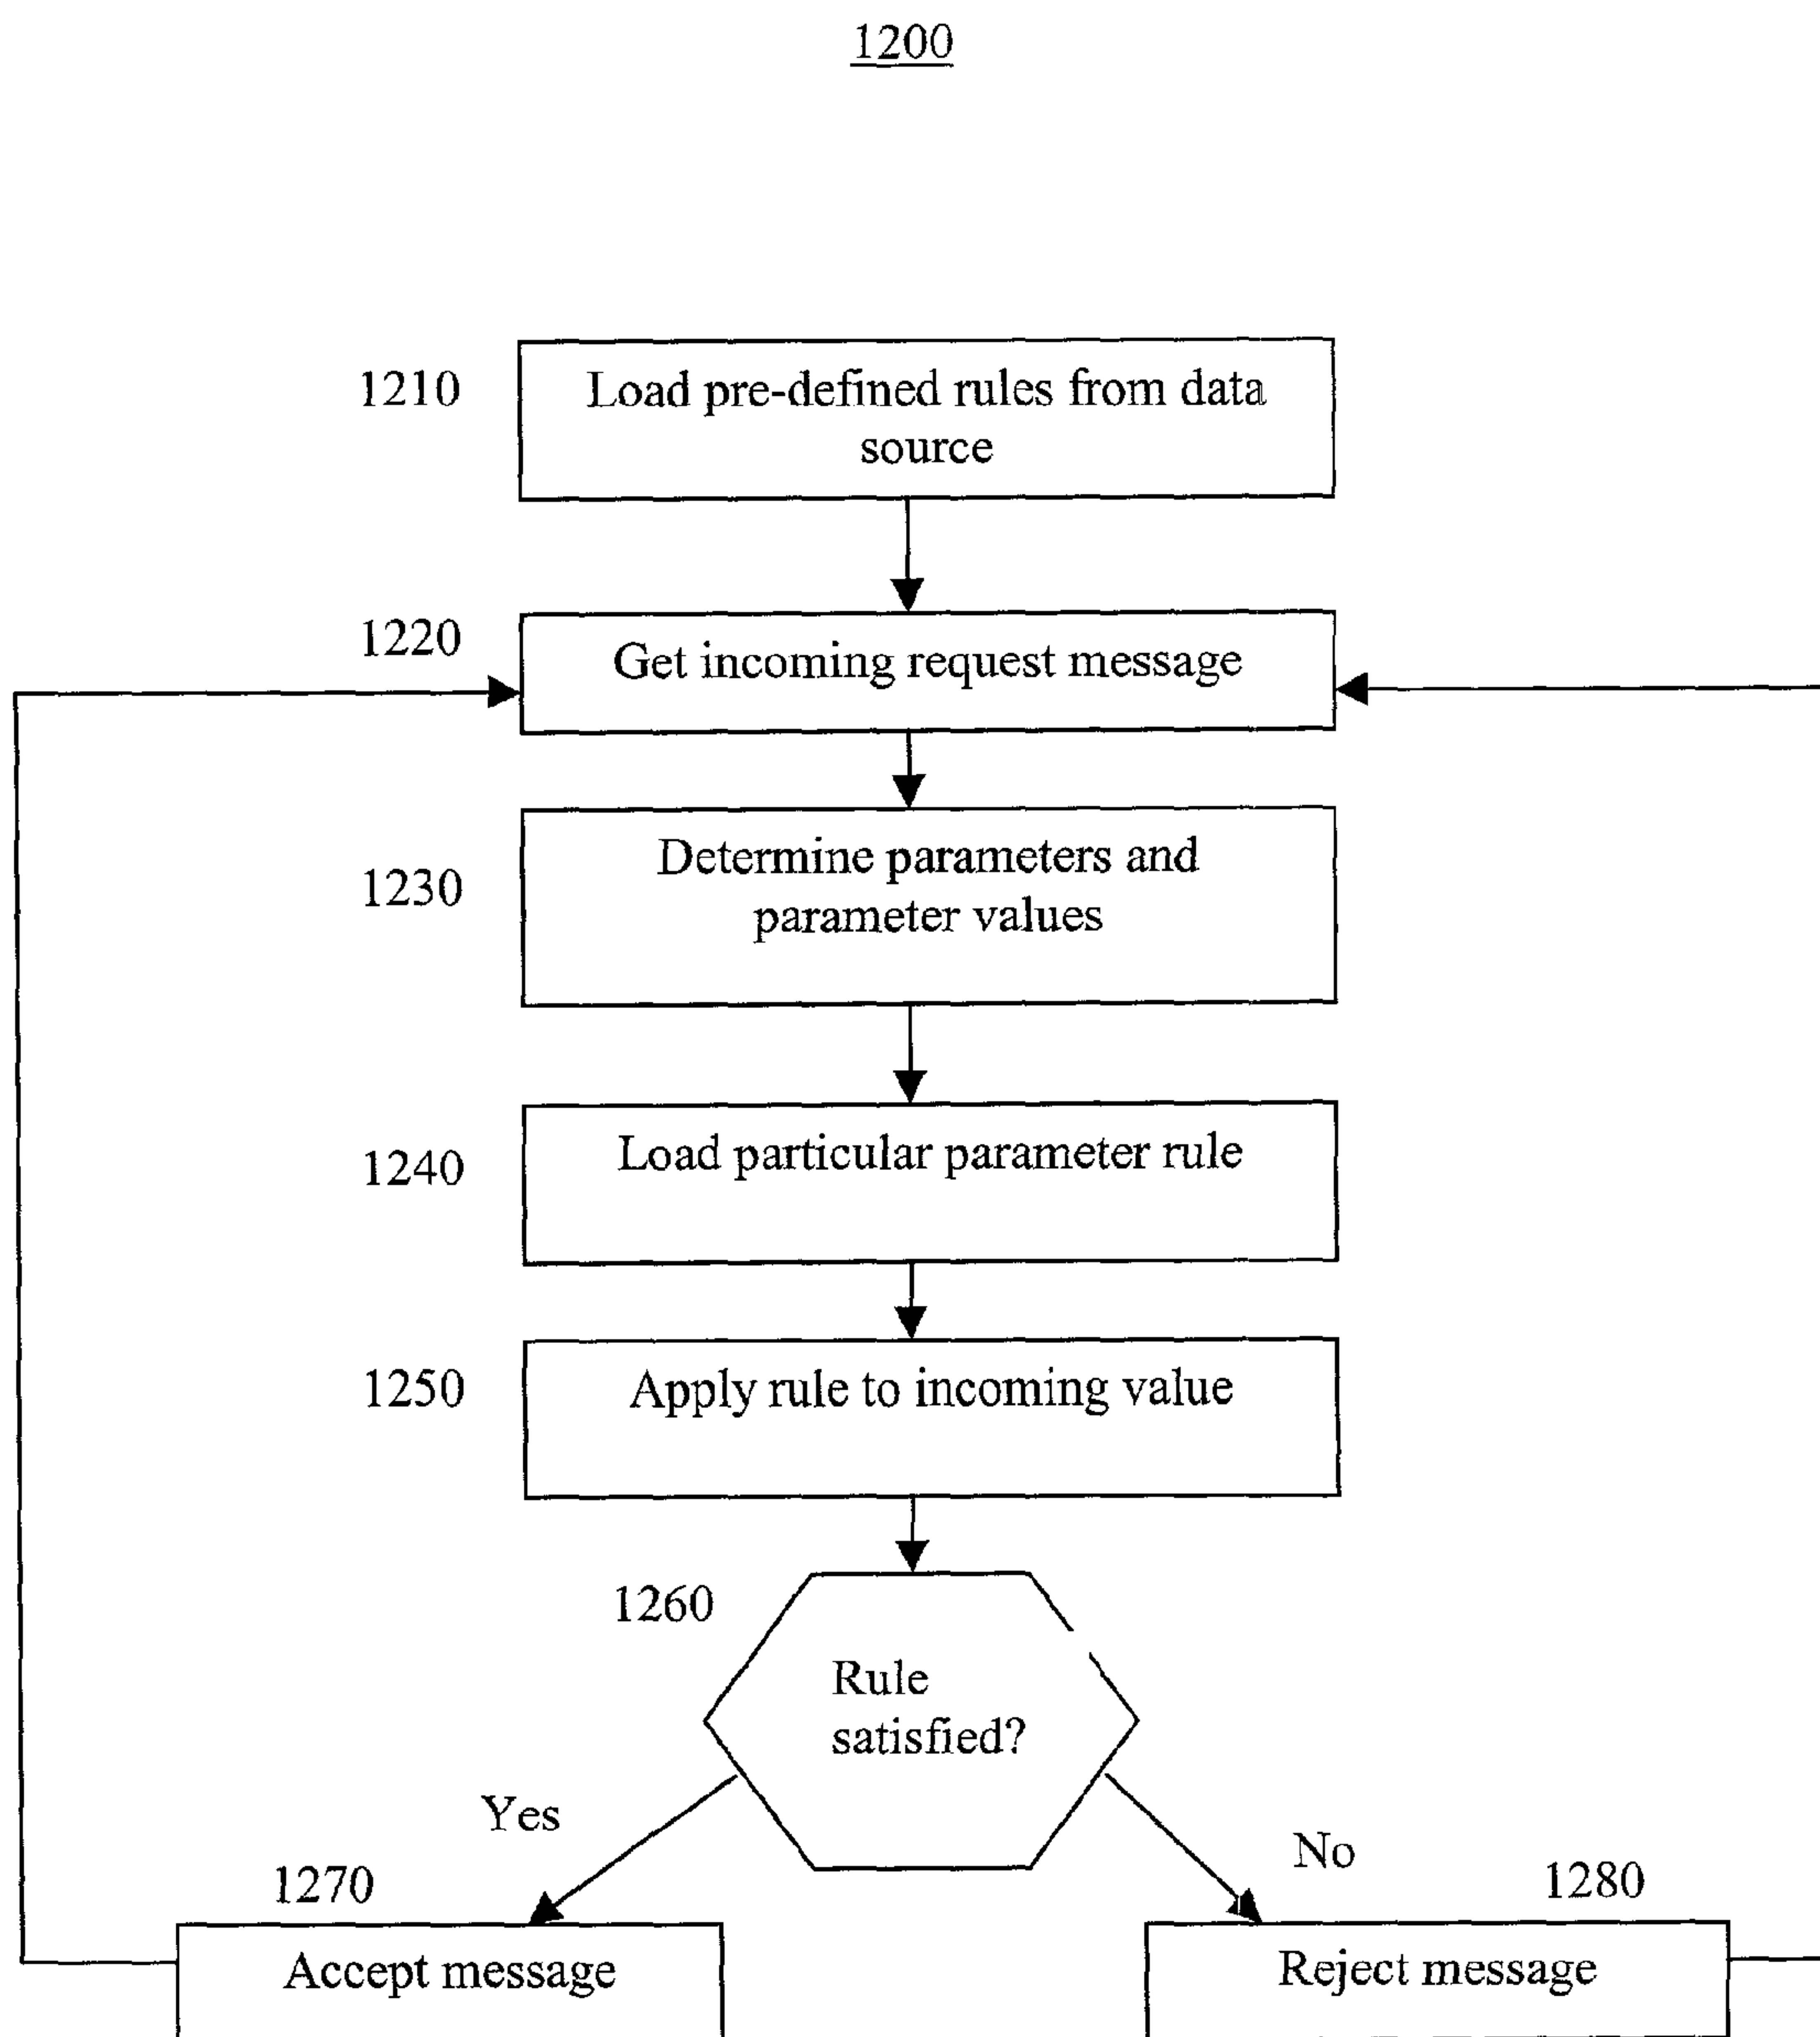 1200
1210
Load pre-defined rules from data
source
1220
Get incoming request message
1230
Determine parameters and
parameter values
1240
Load particular parameter rule
1250
Apply rule to incoming value
1260
Rule
satisfied?
Yes
No
1270
1280
Accept message
Reject message